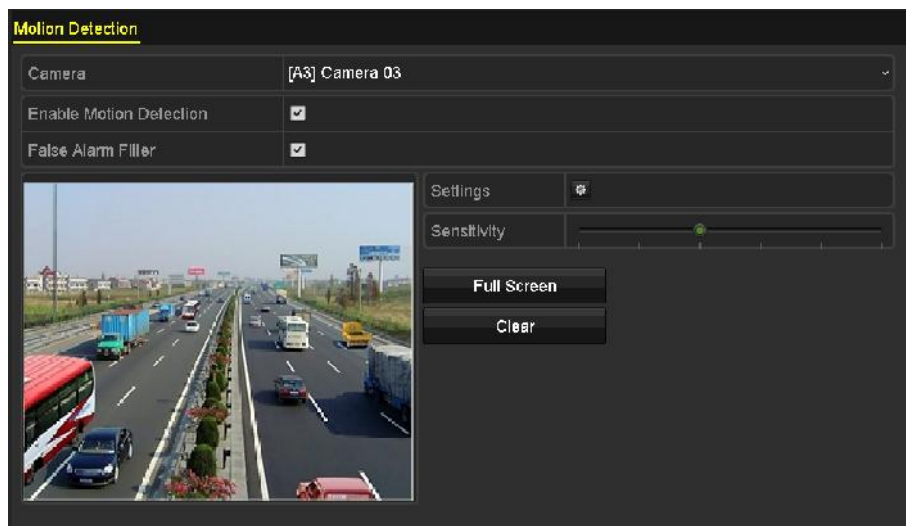 Motion Detection
Camera [A3] Camera 03
Enable Motion Detection
False Alarm Filter
Settings
Sensitivity
Full Screen
Clear